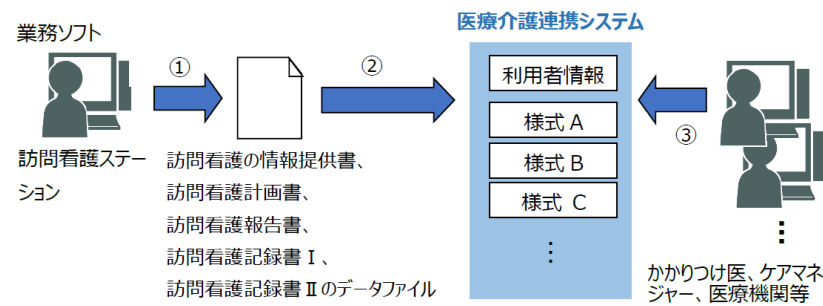 業務ソフト
①
②
医療介護連携システム
利用者情報
様式 A
様式 B
様式 C
⋮
③
訪問看護ステー
ション
訪問看護の情報提供書、
訪問看護計画書、
訪問看護報告書、
訪問看護記録書Ⅰ、
訪問看護記録書Ⅱのデータファイル
⋮
かかりつけ医、ケアマネ
ジャー、医療機関等